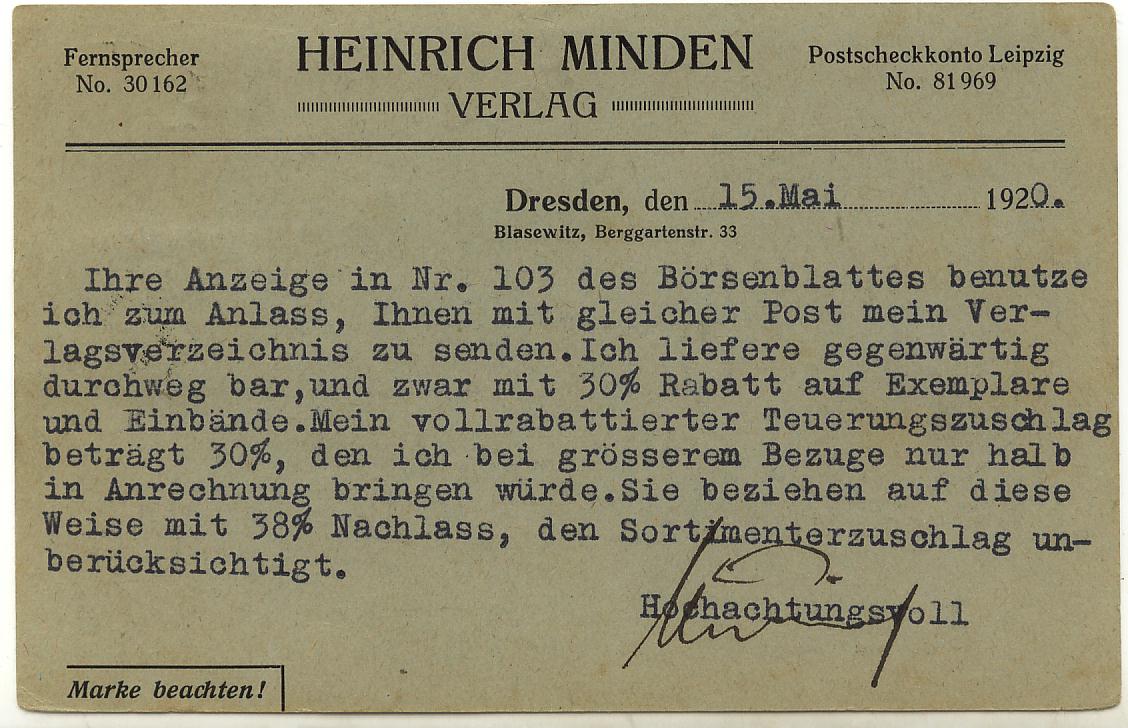 Fernsprecher
No. 30162
HEINRICH MINDEN
VERLAG
Postscheckkonto Leipzig
No. 81969
Dresden, den 15.Mai 1920.
Blasewitz, Berggartenstr. 33
Ihre Anzeige in Nr. 103 des Börsenblattes benutze
ich zum Anlass, Ihnen mit gleicher Post mein Ver-
lagsverzeichnis zu senden.Ich liefere gegenwärtig
durchweg bar,und zwar mit 30% Rabatt auf Exemplare
und Einbände.Mein vollrabattierter Teuerungszuschlag
beträgt 30%, den ich bei grösserem Bezuge nur halb
in Anrechnung bringen würde.Sie beziehen auf diese
Weise mit 38% Nachlass, den Sortimenterzuschlag un-
berücksichtigt.
Hochachtungsvoll
Marke beachten!